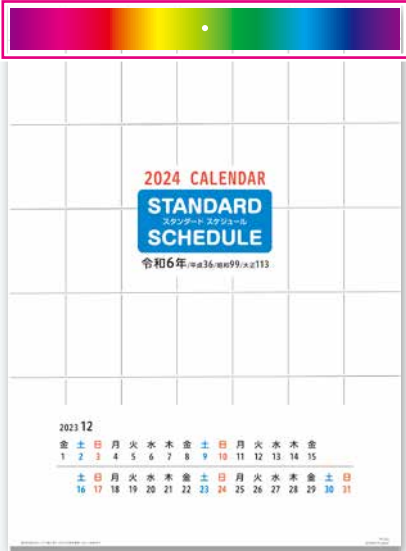 2024 CALENDAR
STANDARD
スタンダード スケジュール
SCHEDULE
令和6年/平成36/昭和99/大正113
2023 12
金 土 日 月 火 水 木 金 土 日 月 火 水 木 金
1 2 3 4 5 6 7 8 9 10 11 12 13 14 15
土 日 月 火 水 木 金 土 日 月 火 水 木 金 土 日
16 17 18 19 20 21 22 23 24 25 26 27 28 29 30 31